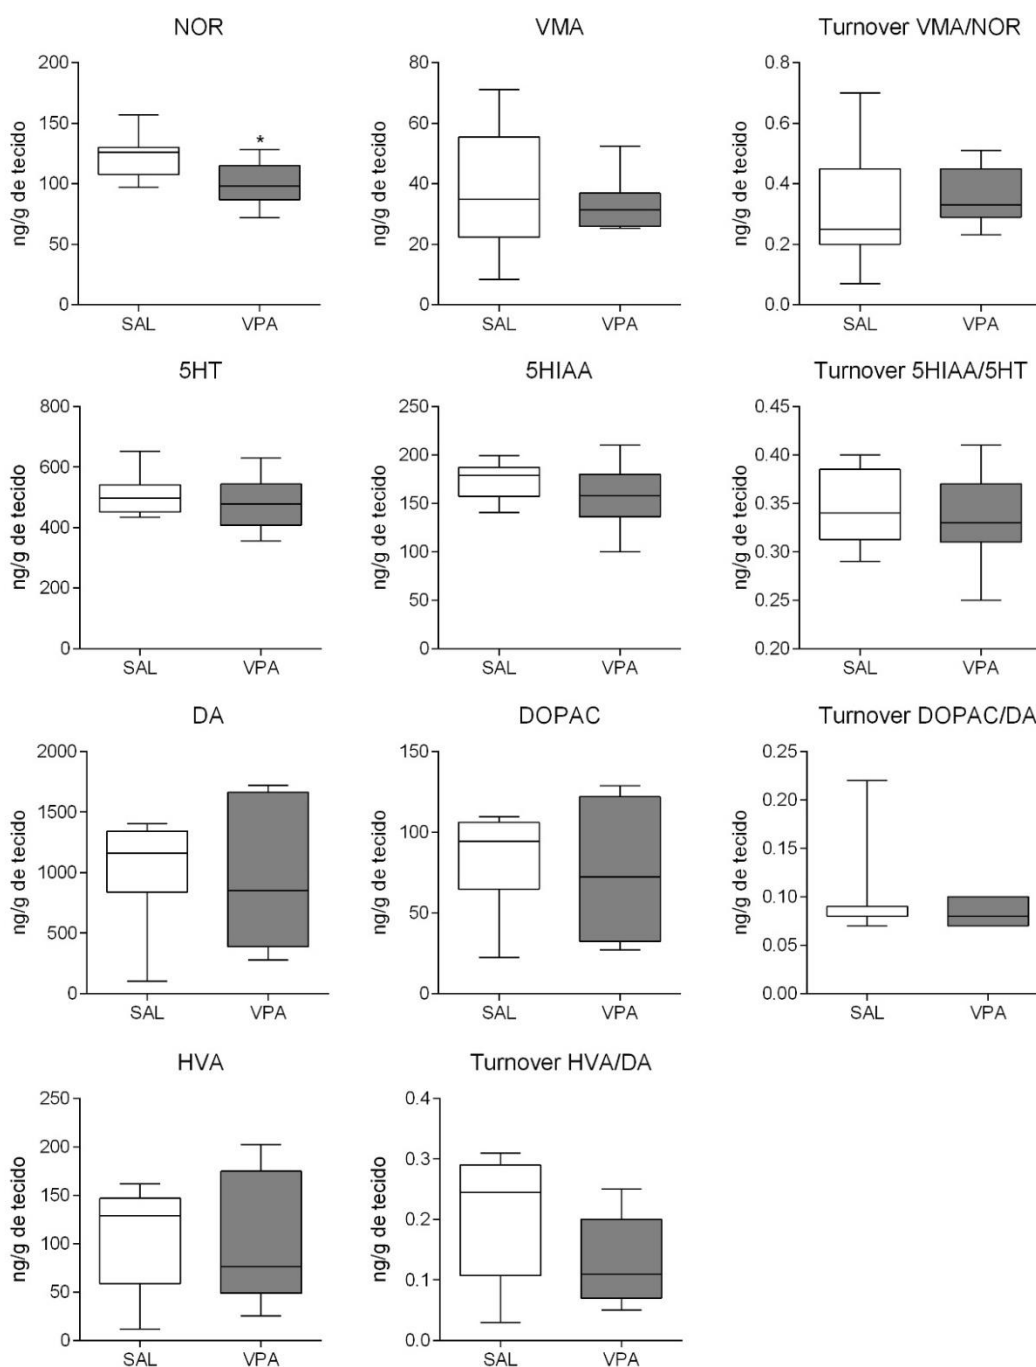 NOR
ng/g de tecido
200
150
100
50
0
*
SAL VPA
VMA
ng/g de tecido
80
60
40
20
0
SAL VPA
Turnover VMA/NOR
ng/g de tecido
0.8
0.6
0.4
0.2
0.0
SAL VPA
5HT
ng/g de tecido
800
600
400
200
0
SAL VPA
5HIAA
ng/g de tecido
250
200
150
100
50
0
SAL VPA
Turnover 5HIAA/5HT
ng/g de tecido
0.45
0.40
0.35
0.30
0.25
0.20
SAL VPA
DA
ng/g de tecido
2000
1500
1000
500
0
SAL VPA
DOPAC
ng/g de tecido
150
100
50
0
SAL VPA
Turnover DOPAC/DA
ng/g de tecido
0.25
0.20
0.15
0.10
0.05
0.00
SAL VPA
HVA
ng/g de tecido
250
200
150
100
50
0
SAL VPA
Turnover HVA/DA
ng/g de tecido
0.4
0.3
0.2
0.1
0.0
SAL VPA